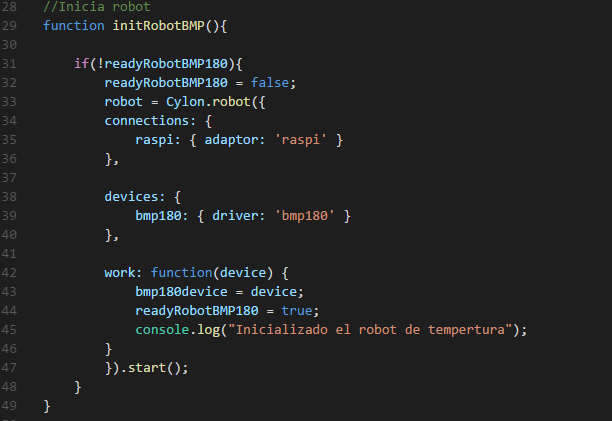 28 //Inicia robot
29 function initRobotBMP(){
30
31     if(!readyRobotBMP180){
32         readyRobotBMP180 = false;
33         robot = Cylon.robot({
34         connections: {
35             raspi: { adaptor: 'raspi' }
36         },
37
38         devices: {
39             bmp180: { driver: 'bmp180' }
40         },
41
42         work: function(device) {
43             bmp180device = device;
44             readyRobotBMP180 = true;
45             console.log("Inicializado el robot de tempertura");
46         }
47         }).start();
48     }
49 }